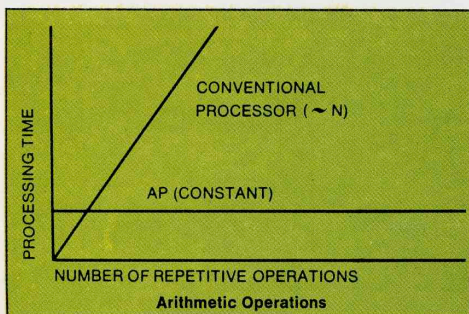 CONVENTIONAL
PROCESSOR (~ N)
AP (CONSTANT)
PROCESSING TIME
NUMBER OF REPETITIVE OPERATIONS
Arithmetic Operations